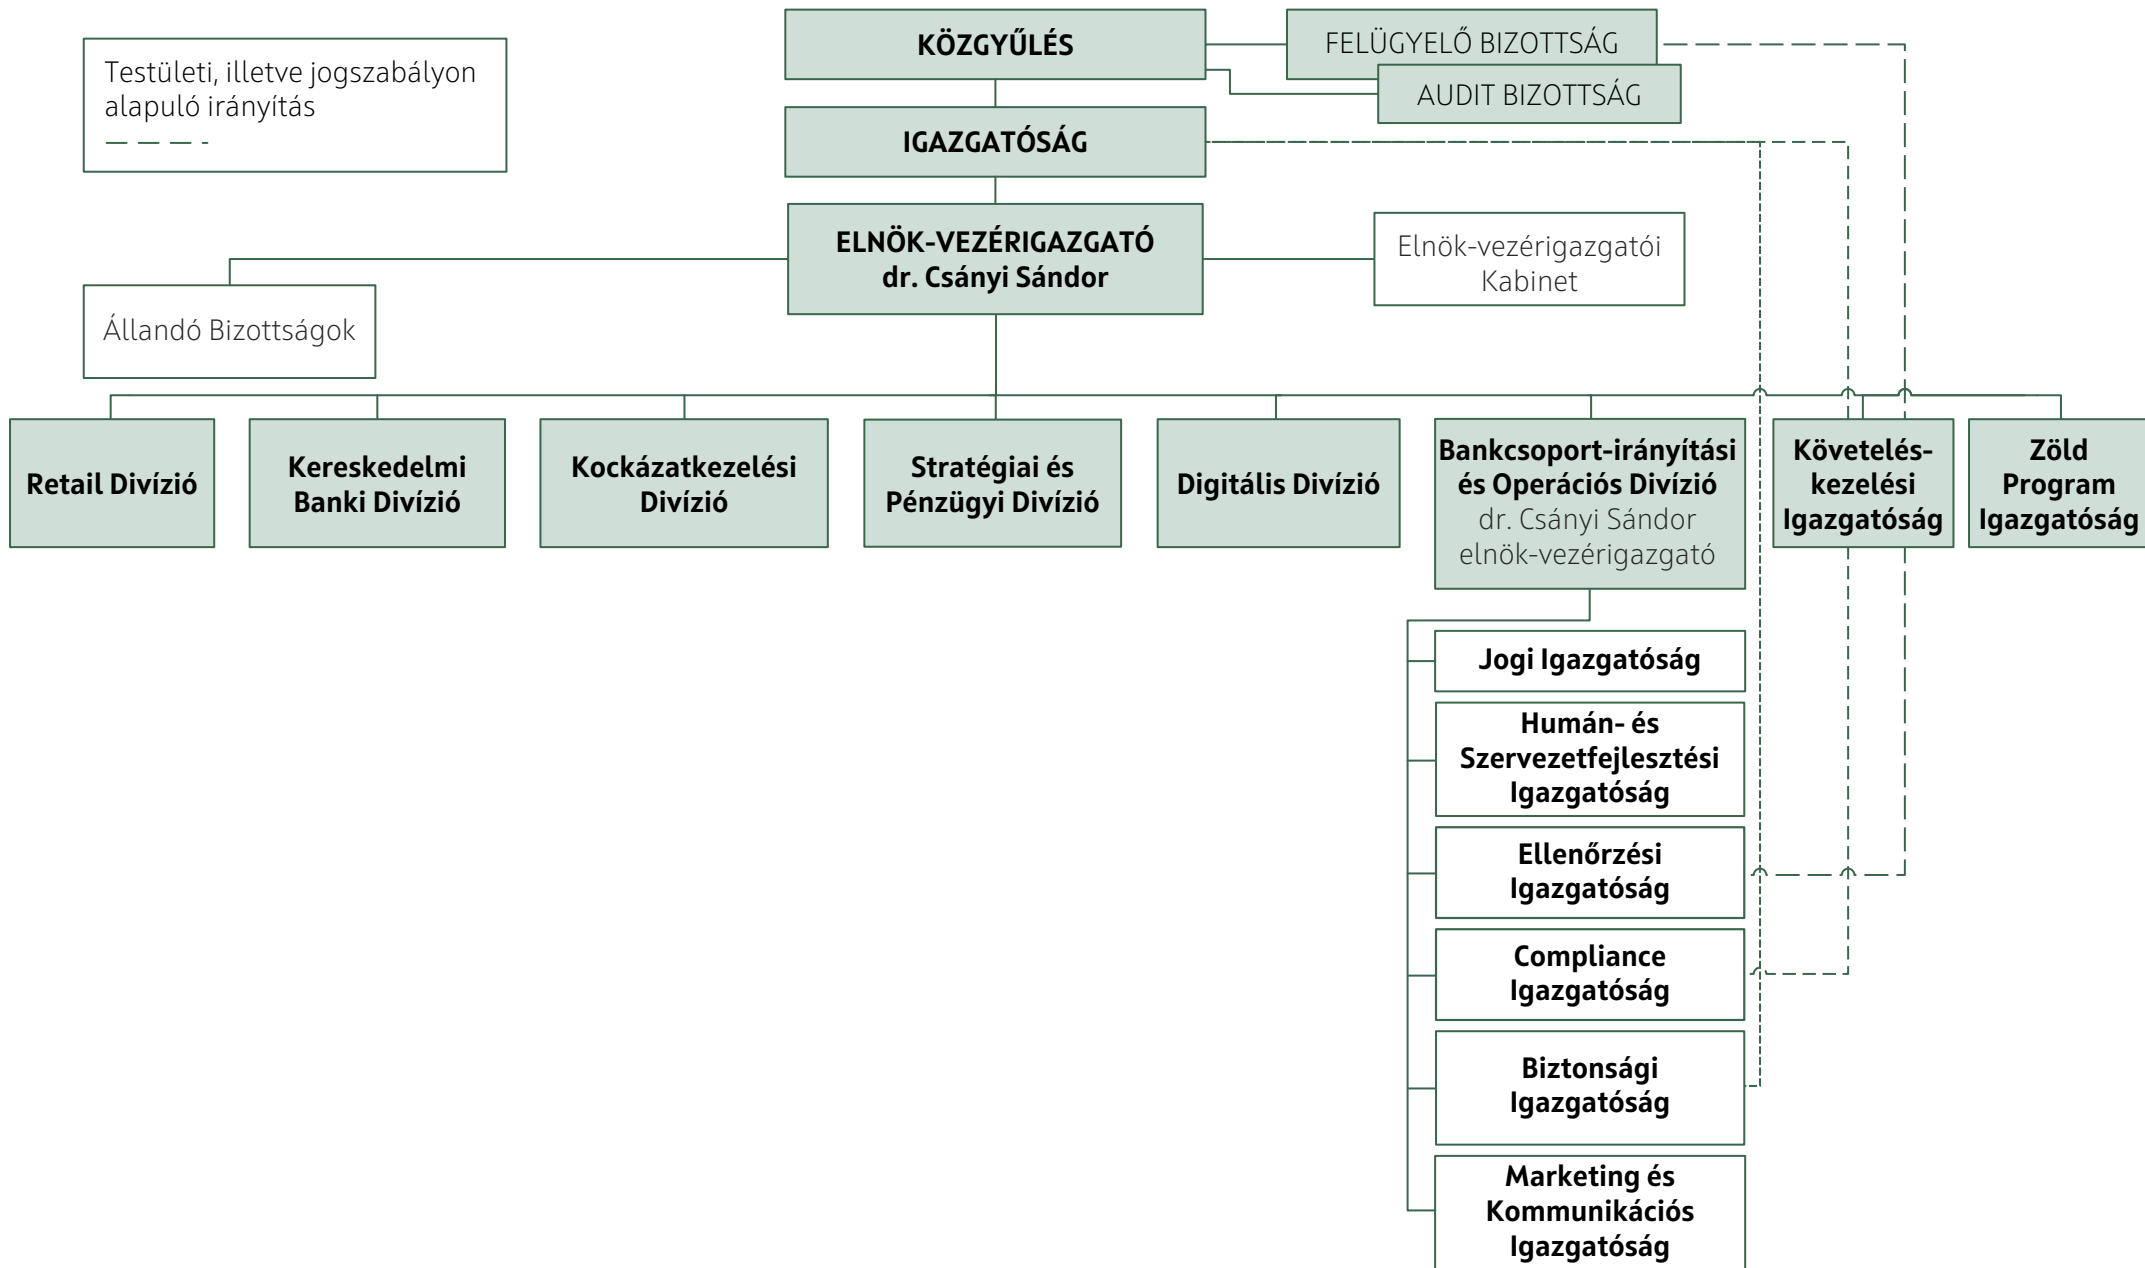 Testületi, illetve jogszabályon
alapuló irányítás
KÖZGYŰLÉS
FELÜGYELŐ BIZOTTSÁG
AUDIT BIZOTTSÁG
IGAZGATÓSÁG
ELNÖK-VEZÉRIGAZGATÓ
dr. Csányi Sándor
Elnök-vezérigazgatói
Kabinet
Állandó Bizottságok
Retail Divízió
Kereskedelmi
Banki Divízió
Kockázatkezelési
Divízió
Stratégiai és
Pénzügyi Divízió
Digitális Divízió
Bankcsoport-irányítási
és Operációs Divízió
dr. Csányi Sándor
elnök-vezérigazgató
Követelés-
kezelési
Igazgatóság
Zöld
Program
Igazgatóság
Jogi Igazgatóság
Humán- és
Szervezetfejlesztési
Igazgatóság
Ellenőrzési
Igazgatóság
Compliance
Igazgatóság
Biztonsági
Igazgatóság
Marketing és
Kommunikációs
Igazgatóság